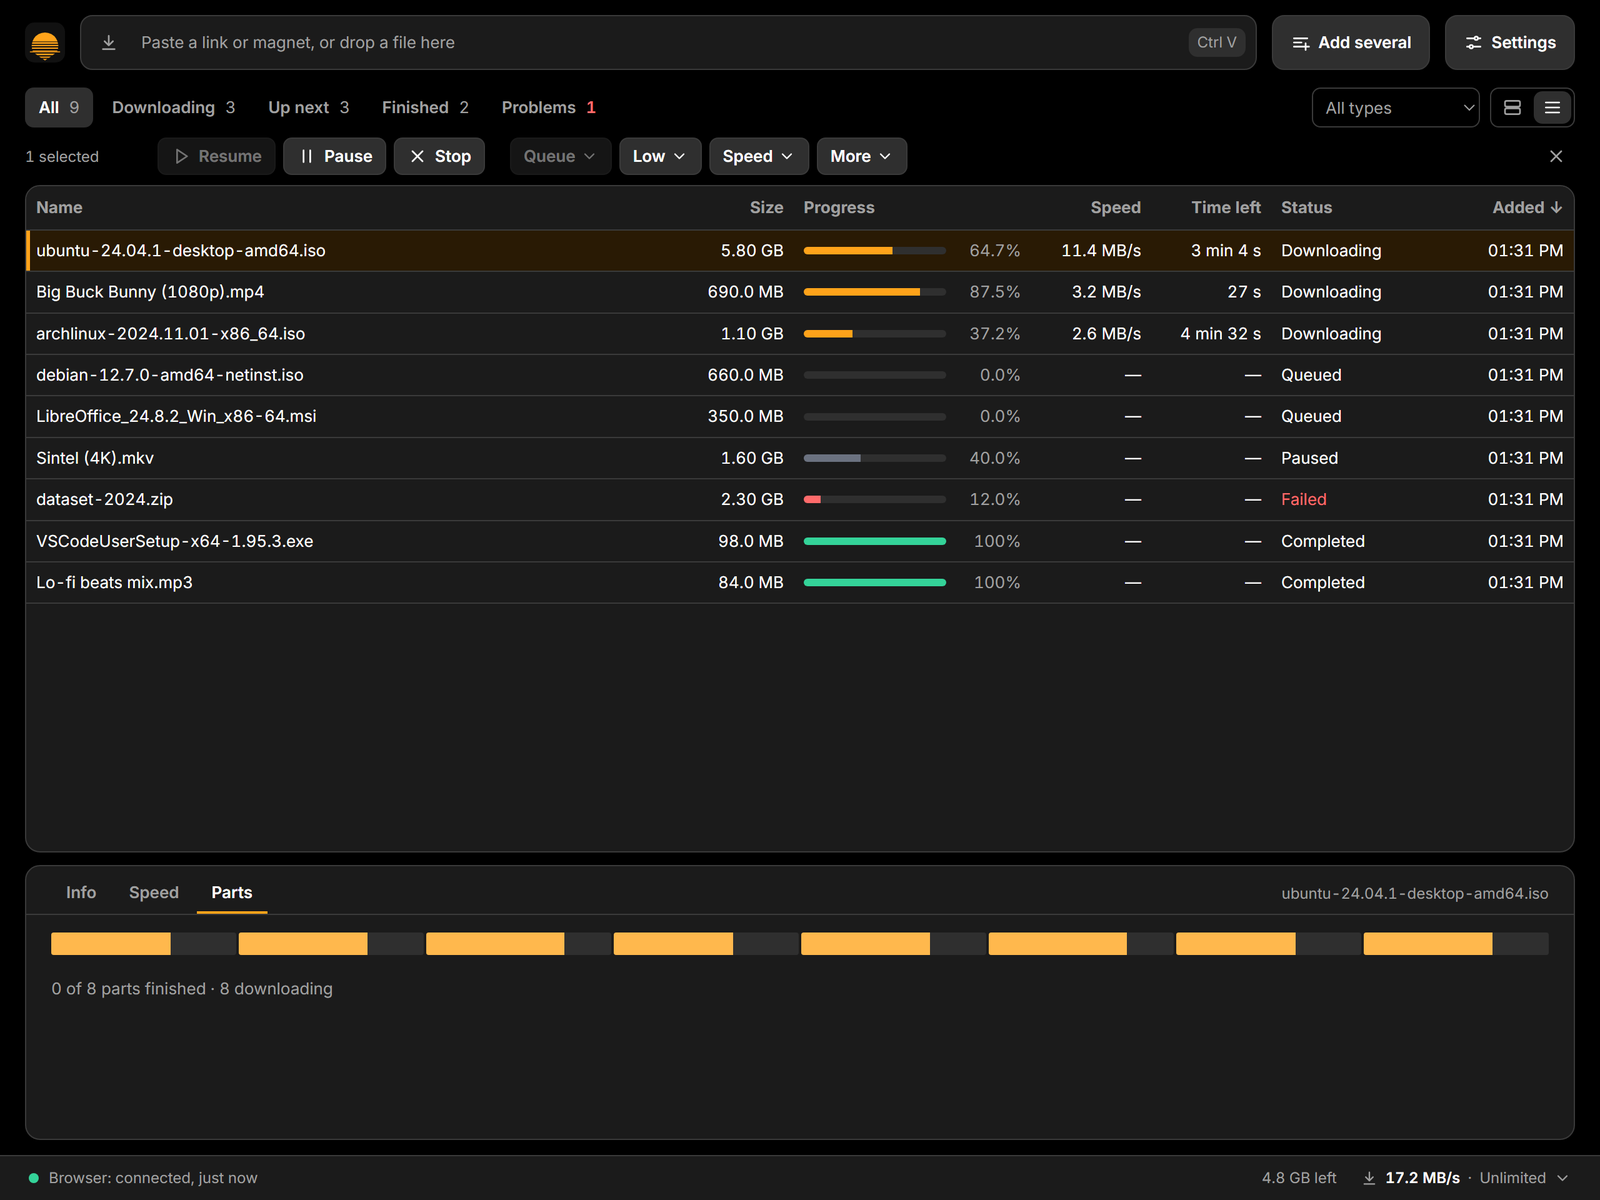 Paste a link or magnet, or drop a file here Ctrl V Add several Settings
All 9 Downloading 3 Up next 3 Finished 2 Problems 1 All types
1 selected Resume Pause Stop Queue Low Speed More
Name Size Progress Speed Time left Status Added
ubuntu-24.04.1-desktop-amd64.iso 5.80 GB 64.7% 11.4 MB/s 3 min 4 s Downloading 01:31 PM
Big Buck Bunny (1080p).mp4 690.0 MB 87.5% 3.2 MB/s 27 s Downloading 01:31 PM
archlinux-2024.11.01-x86_64.iso 1.10 GB 37.2% 2.6 MB/s 4 min 32 s Downloading 01:31 PM
debian-12.7.0-amd64-netinst.iso 660.0 MB 0.0% — — Queued 01:31 PM
LibreOffice_24.8.2_Win_x86-64.msi 350.0 MB 0.0% — — Queued 01:31 PM
Sintel (4K).mkv 1.60 GB 40.0% — — Paused 01:31 PM
dataset-2024.zip 2.30 GB 12.0% — — Failed 01:31 PM
VSCodeUserSetup-x64-1.95.3.exe 98.0 MB 100% — — Completed 01:31 PM
Lo-fi beats mix.mp3 84.0 MB 100% — — Completed 01:31 PM
Info Speed Parts ubuntu-24.04.1-desktop-amd64.iso
0 of 8 parts finished · 8 downloading
Browser: connected, just now 4.8 GB left 17.2 MB/s · Unlimited